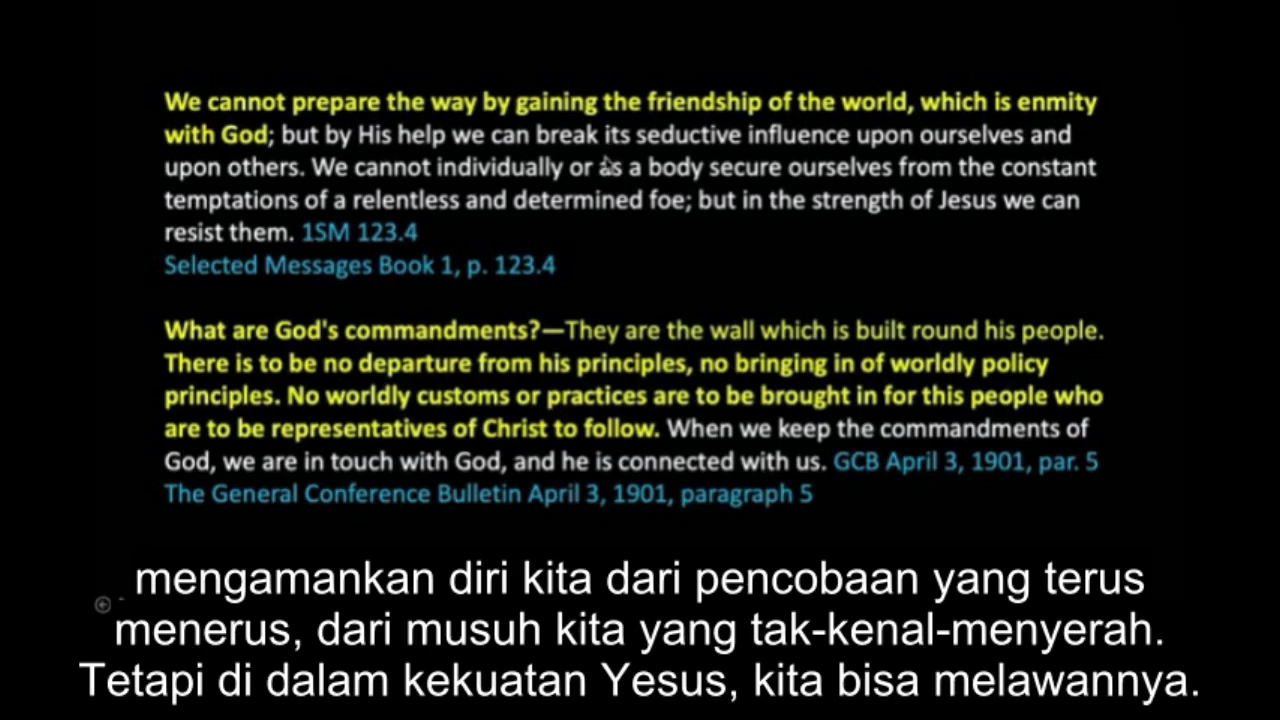 We cannot prepare the way by gaining the friendship of the world, which is enmity
with God; but by His help we can break its seductive influence upon ourselves and
upon others. We cannot individually or as a body secure ourselves from the constant
temptations of a relentless and determined foe; but in the strength of Jesus we can
resist them. 1SM 123.4
Selected Messages Book 1, p. 123.4
What are God's commandments?—They are the wall which is built round his people.
There is to be no departure from his principles, no bringing in of worldly policy
principles. No worldly customs or practices are to be brought in for this people who
are to be representatives of Christ to follow. When we keep the commandments of
God, we are in touch with God, and he is connected with us. GCB April 3, 1901, par. 5
The General Conference Bulletin April 3, 1901, paragraph 5
mengamankan diri kita dari pencobaan yang terus
menerus, dari musuh kita yang tak-kenal-menyerah.
Tetapi di dalam kekuatan Yesus, kita bisa melawannya.